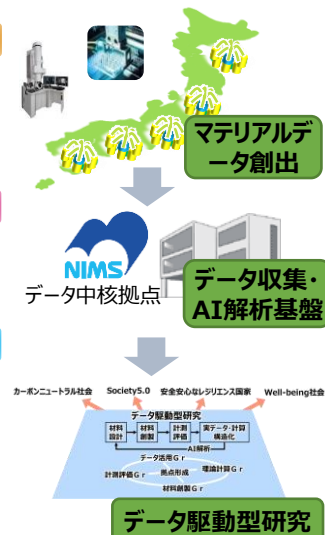 マテリアルデ
ータ創出
NIMS
データ中核拠点
データ収集・
AI解析基盤
カーボンニュートラル社会 Society5.0 安全安心なレジリエンス国家 Well-being社会
データ駆動型研究
材料設計 材料創製 計測評価 実データ・計算構造化
AI解析
データ活用Gr
計測評価Gr 拠点形成 理論計算Gr
材料創製Gr
データ駆動型研究